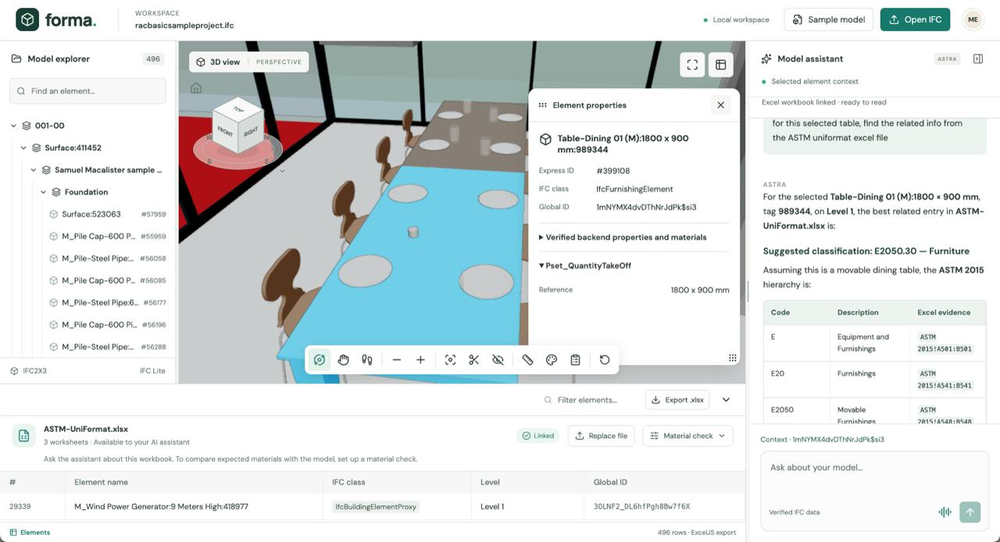 forma.
WORKSPACE
racbasicsampleproject.ifc
Local workspace
Sample model
Open IFC
ME
Model explorer
496
Find an element...
001-00
Surface:411452
Samuel Macalister sample ...
Foundation
Surface:523063 #57959
M_Pile Cap-600 P... #55959
M_Pile-Steel Pipe:... #56058
M_Pile Cap-600 P... #56085
M_Pile-Steel Pipe:6... #56177
M_Pile Cap-600 Pi... #56196
M_Pile-Steel Pipe:... #56288
IFC2X3
IFC Lite
3D view
PERSPECTIVE
TOP
FRONT
RIGHT
W
N
S
E
Element properties
Table-Dining 01 (M):1800 x 900
mm:989344
Express ID #399108
IFC class IfcFurnishingElement
Global ID 1mNYMX4dvDThNrJdPk$si3
Verified backend properties and materials
Pset_QuantityTakeOff
Reference 1800 x 900 mm
Filter elements...
Export .xlsx
ASTM-UniFormat.xlsx
3 worksheets · Available to your AI assistant
Linked
Replace file
Material check
Ask the assistant about this workbook. To compare expected materials with the model, set up a material check.
# Element name IFC class Level Global ID
29339 M_Wind Power Generator:9 Meters High:418977 IfcBuildingElementProxy Level 1 3OLNF2_DL6hfPgh8Bw7f6X
Elements
496 rows · ExcelJS export
Model assistant
ASTRA
Selected element context
Excel workbook linked · ready to read
for this selected table, find the related info from
the ASTM uniformat excel file
ASTRA
For the selected Table-Dining 01 (M):1800 × 900 mm,
tag 989344, on Level 1, the best related entry in ASTM-
UniFormat.xlsx is:
Suggested classification: E2050.30 — Furniture
Assuming this is a movable dining table, the ASTM 2015
hierarchy is:
Code Description Excel evidence
E Equipment and ASTM
Furnishings 2015!A501:B501
E20 Furnishings ASTM
2015!A541:B541
E2050 Movable ASTM
Furnishings 2015!A548:B548
Context · 1mNYMX4dvDThNrJdPk$si3
Ask about your model...
Verified IFC data